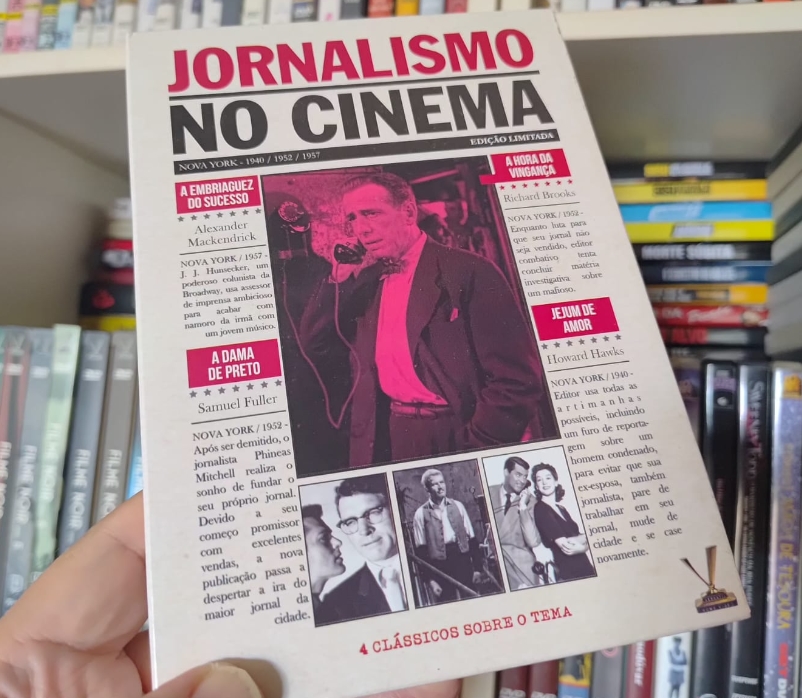 JORNALISMO
NO CINEMA
EDIÇÃO LIMITADA
NOVA YORK - 1940 / 1952 / 1957
A EMBRIAGUEZ
DO SUCESSO
Alexander
Mackendrick
NOVA YORK / 1957 -
J. J. Hunsecker, um
poderoso colunista da
Broadway, usa assessor
de imprensa ambicioso
para acabar com
namoro da irmã com
um jovem músico.
A DAMA
DE PRETO
Samuel Fuller
NOVA YORK / 1952 -
Após ser demitido, o
jornalista Phineas
Mitchell realiza o
sonho de fundar o
seu próprio jornal.
Devido a seu
começo promissor
com excelentes
vendas, a nova
publicação passa a
despertar a ira do
maior jornal da
cidade.
A HORA DA
VINGANÇA
Richard Brooks
NOVA YORK / 1952 -
Enquanto luta para
que seu jornal não
seja vendido, editor
combativo tenta
concluir matéria
investigativa sobre
um mafioso.
JEJUM DE
AMOR
Howard Hawks
NOVA YORK / 1940 -
Editor usa todas as
artimanhas
possíveis, incluindo
um furo de reporta-
gem sobre um
homem condenado,
para evitar que sua
ex-esposa, também
jornalista, pare de
trabalhar em seu
jornal, mude de
cidade e se case
novamente.
4 CLÁSSICOS SOBRE O TEMA
FILME NOIR
FILME NOIR